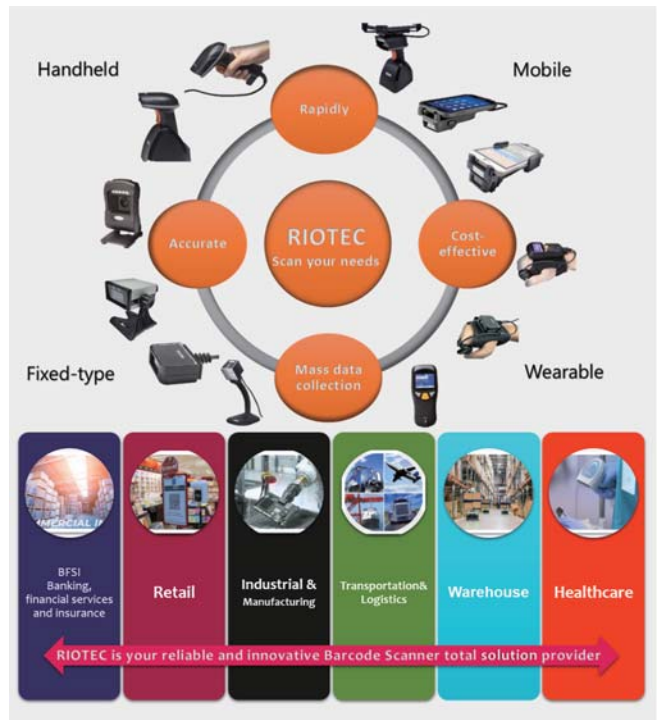 Handheld
Mobile
Rapidly
Accurate
RIOTEC
Scan your needs
Cost-
effective
Fixed-type
Mass data
collection
Wearable
BFSI
Banking,
financial services
and insurance
Retail
Industrial &
Manufacturing
Transportation&
Logistics
Warehouse
Healthcare
RIOTEC is your reliable and innovative Barcode Scanner total solution provider